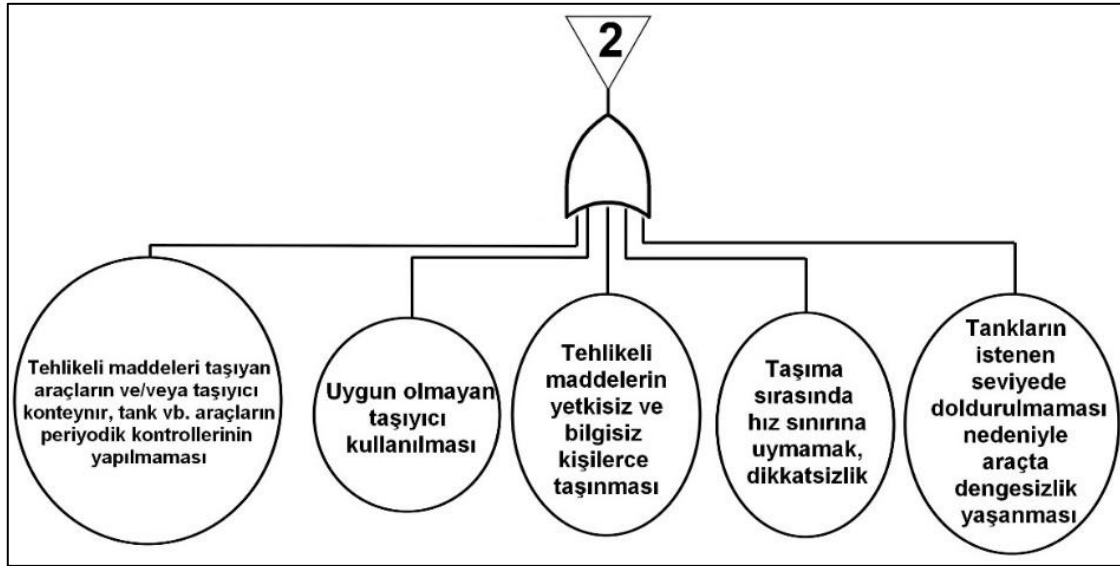 2
Tehlikeli maddeleri taşıyan
araçların ve/veya taşıyıcı
konteynır, tank vb. araçların
periyodik kontrollerinin
yapılmaması
Uygun olmayan
taşıyıcı
kullanılması
Tehlikeli
maddelerin
yetkisiz ve
bilgisiz
kişilerce
taşınması
Taşıma
sırasında
hız sınırına
uymamak,
dikkatsizlik
Tankların
istenen
seviyede
doldurulmaması
nedeniyle
araçta
dengesizlik
yaşanması